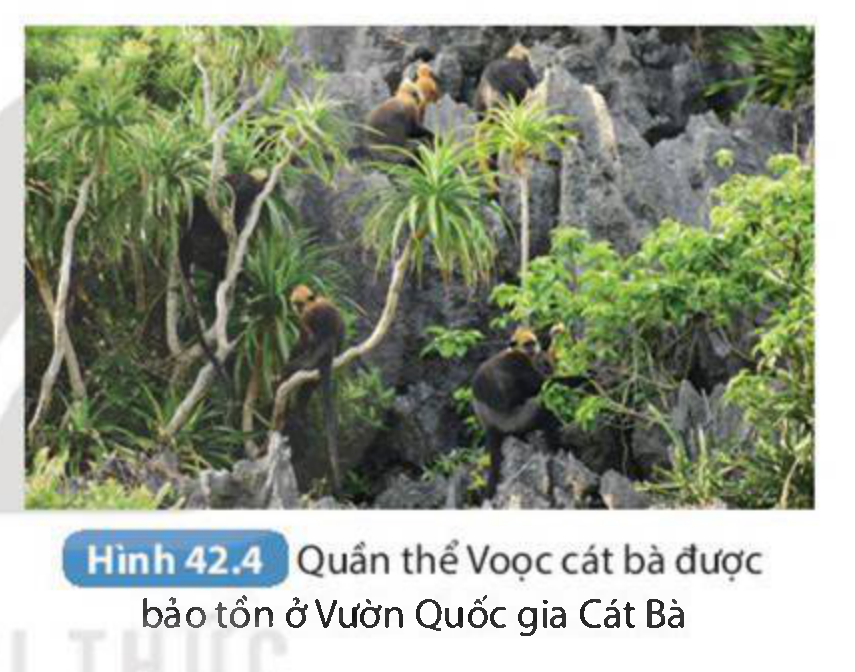 Hình 42.4 Quần thể Voọc cát bà được
bảo tồn ở Vườn Quốc gia Cát Bà